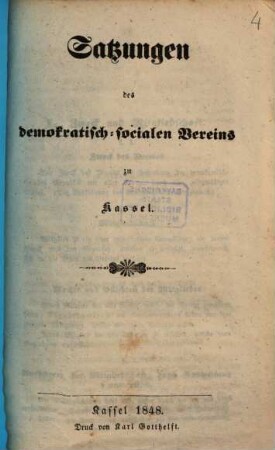 4
Satzungen
des
demokratisch-socialen Vereins
zu
Kassel.
Kassel 1848.
Druck von Karl Gotthelft.